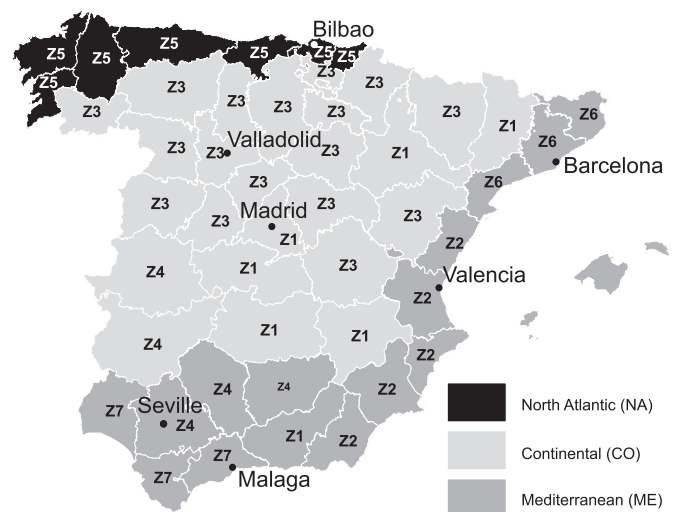 Bilbao
Z5
Z5
Z5
Z5
Z5
Z5
Z5
Z3
Z3
Z3
Z3
Z3
Z3
Z3
Z3
Z1
Z6
Z6
Z3
Z3
Valladolid
Z3
Z1
Barcelona
Z3
Z3
Z6
Z3
Z3
Madrid
Z3
Z1
Z2
Z4
Z1
Z3
Valencia
Z2
Z4
Z1
Z1
Z2
Z4
Z4
Z2
Z7
Seville
Z4
Z1
Z2
Z7
Z7
Malaga
North Atlantic (NA)
Continental (CO)
Mediterranean (ME)